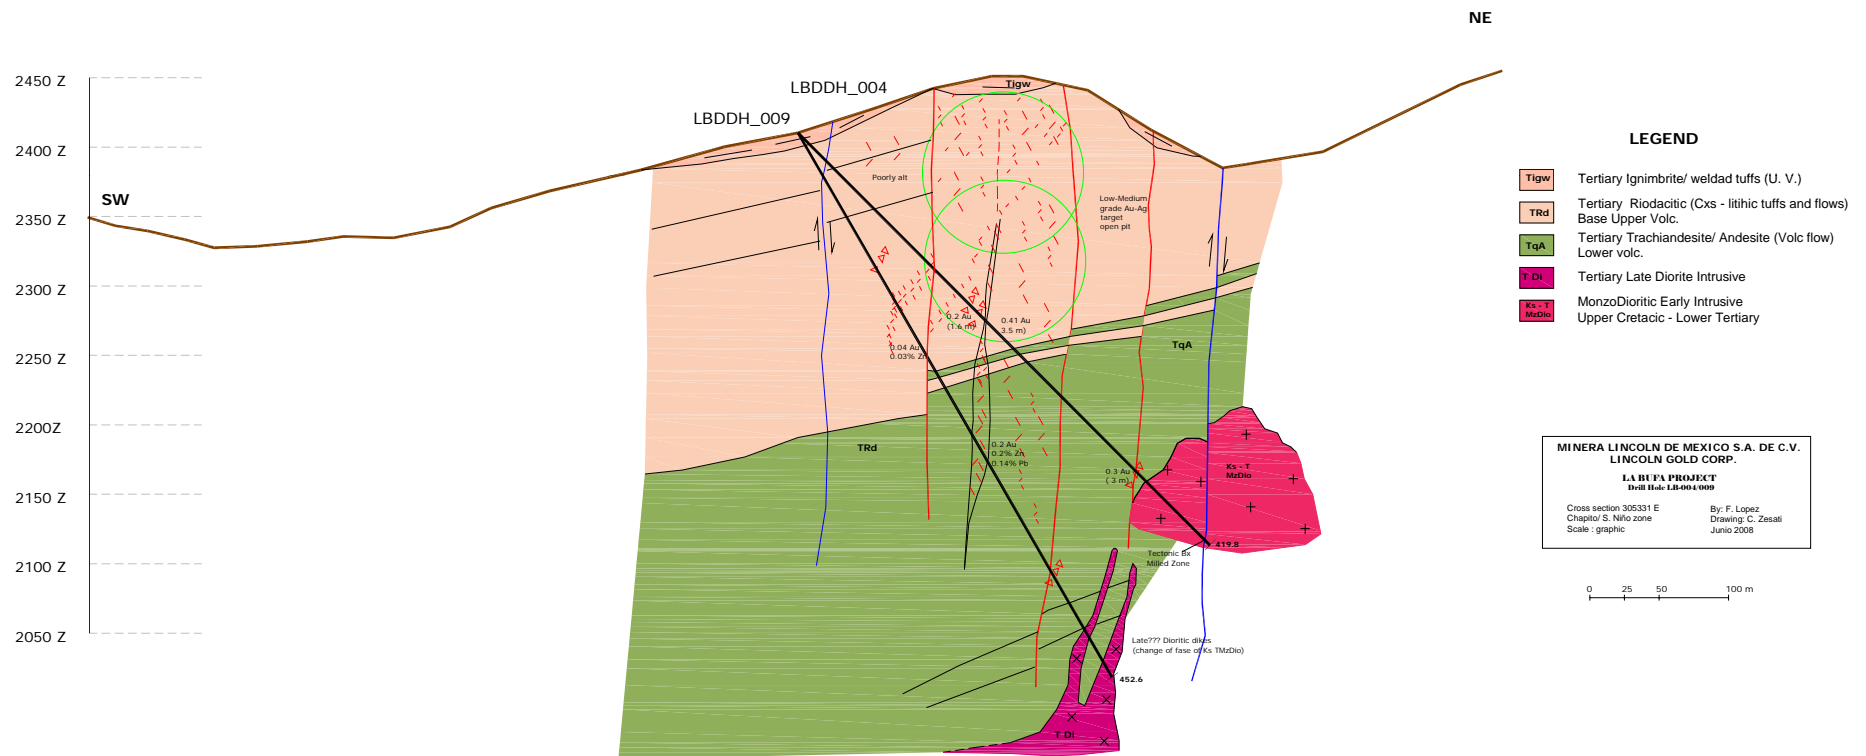 NE
2450 Z
2400 Z
2350 Z
2300 Z
2250 Z
2200Z
2150 Z
2100 Z
2050 Z
SW
LBDDH_004
LBDDH_009
Tigw
Poorly alt
Low-Medium
grade Au-Ag
target
open pit
0.2 Au
(1.6 m)
0.41 Au
3.5 m)
0.04 Au
0.03% Zn
TqA
TRd
0.2 Au
0.2% Zn
0.14% Pb
0.3 Au
( 3 m)
Ks - T
MzDio
419.8
Tectonic Bx
Milled Zone
Late??? Dioritic dikes
(change of fase of Ks TMzDio)
452.6
T Di
LEGEND
Tigw
Tertiary Ignimbrite/ weldad tuffs (U. V.)
TRd
Tertiary Riodacitic (Cxs - litihic tuffs and flows)
Base Upper Volc.
TqA
Tertiary Trachiandesite/ Andesite (Volc flow)
Lower volc.
T Di
Tertiary Late Diorite Intrusive
Ks - T
MzDio
MonzoDioritic Early Intrusive
Upper Cretacic - Lower Tertiary
MINERA LINCOLN DE MEXICO S.A. DE C.V.
LINCOLN GOLD CORP.
LA BUFA PROJECT
Drill Hole LB-004/009
Cross section 305331 E
Chapito/ S. Niño zone
Scale : graphic
By: F. Lopez
Drawing: C. Zesati
Junio 2008
0 25 50 100 m